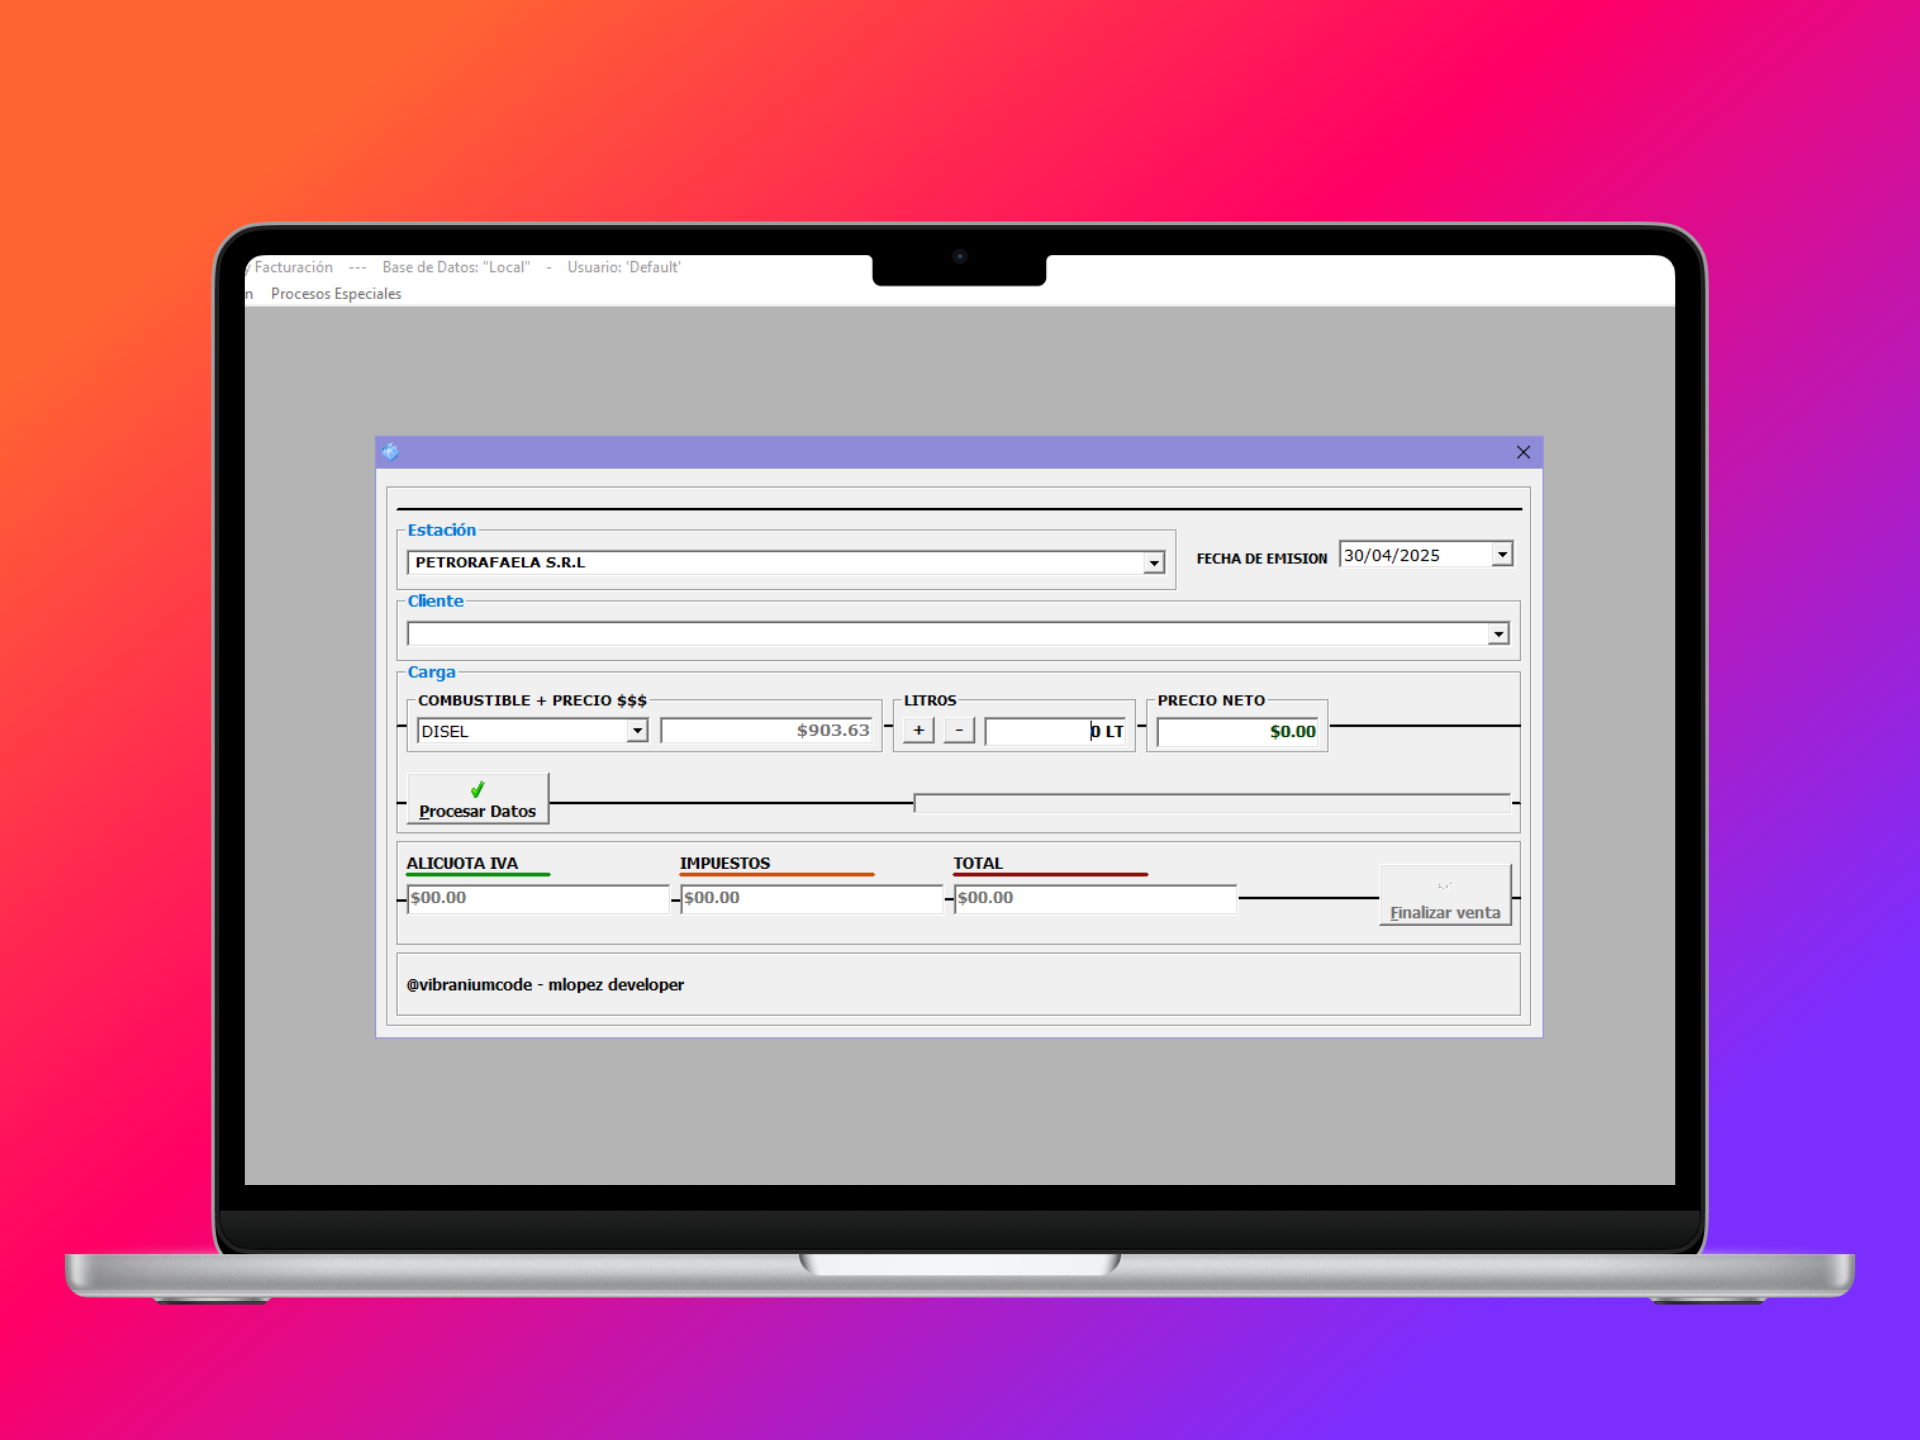 y Facturación --- Base de Datos: "Local" - Usuario: 'Default'
n Procesos Especiales
Estación
PETRORAFAELA S.R.L
FECHA DE EMISION 30/04/2025
Cliente
Carga
COMBUSTIBLE + PRECIO $$$ LITROS PRECIO NETO
DISEL $903.63 + - 0 LT $0.00
Procesar Datos
ALICUOTA IVA IMPUESTOS TOTAL
$00.00 $00.00 $00.00
Finalizar venta
@vibraniumcode - mlopez developer